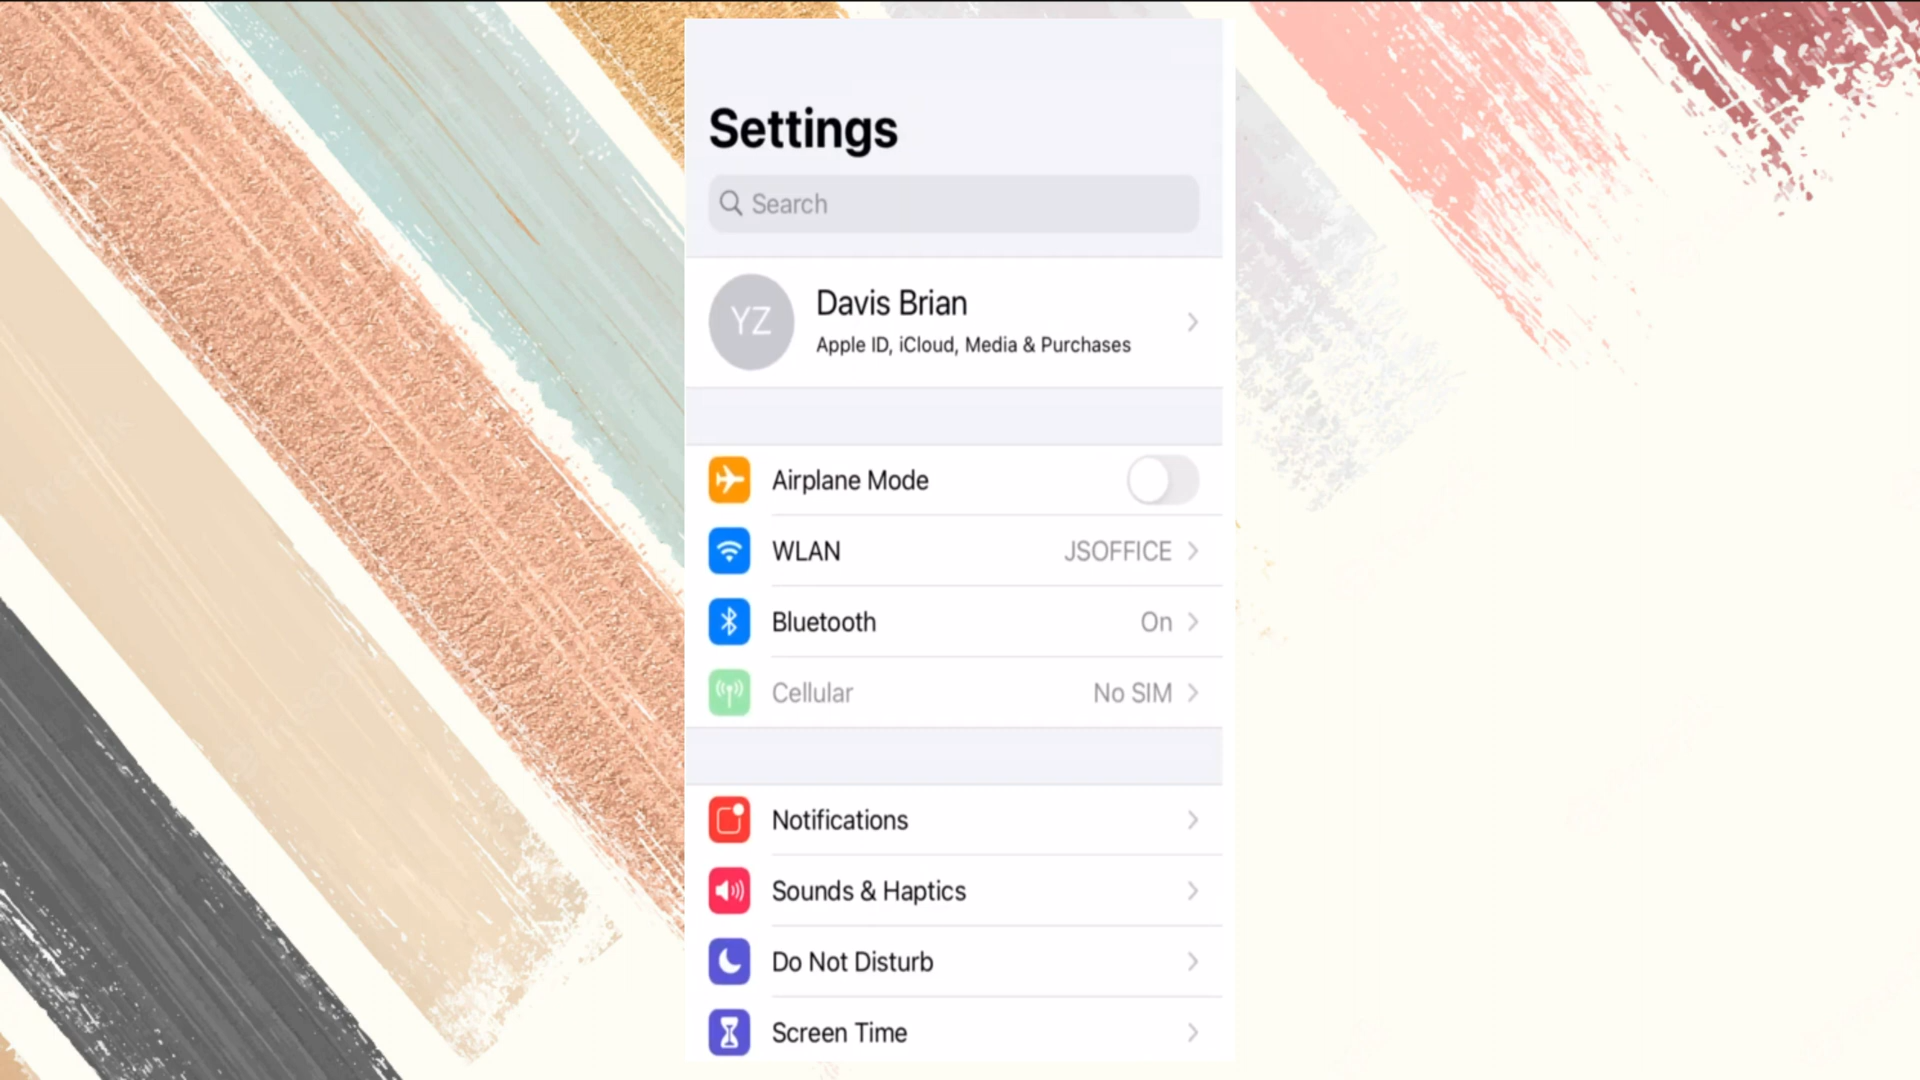 Settings
Search
YZ
Davis Brian
Apple ID, iCloud, Media & Purchases
Airplane Mode
WLAN JSOFFICE
Bluetooth On
Cellular No SIM
Notifications
Sounds & Haptics
Do Not Disturb
Screen Time